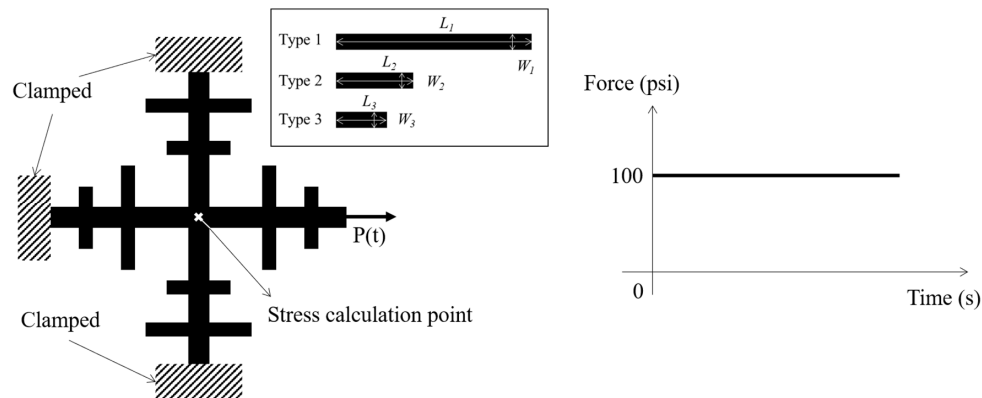 Clamped
Type 1
L₁
W₁
Type 2
L₂
W₂
Type 3
L₃
W₃
P(t)
Clamped
Stress calculation point
Force (psi)
100
0
Time (s)